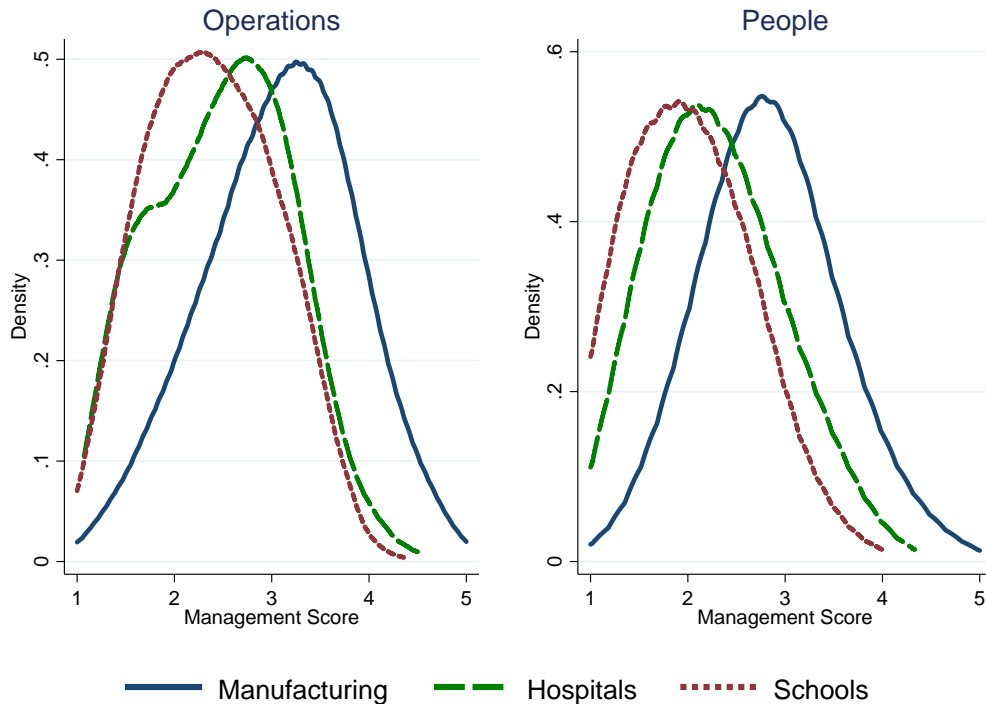 Operations
Density
0
.1
.2
.3
.4
.5
1 2 3 4 5
Management Score
People
Density
0
.2
.4
.6
1 2 3 4 5
Management Score
Manufacturing Hospitals Schools